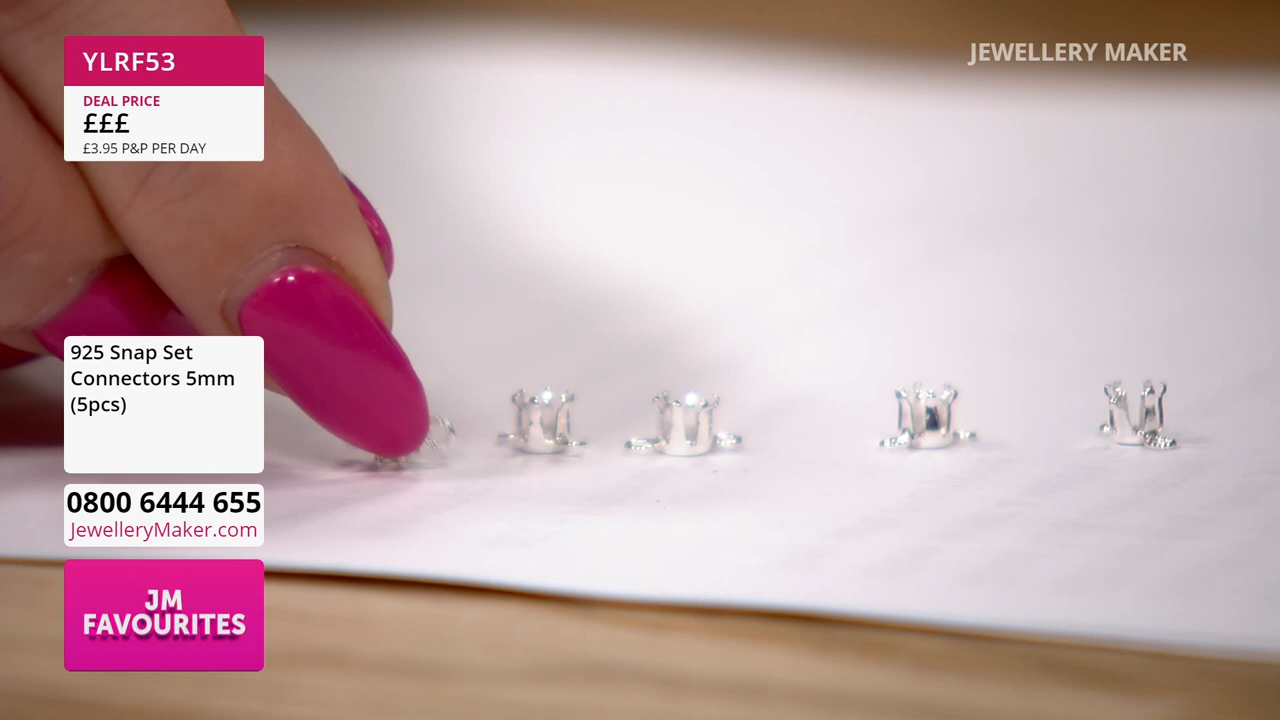 YLRF53
DEAL PRICE
£££
£3.95 P&P PER DAY
JEWELLERY MAKER
925 Snap Set
Connectors 5mm
(5pcs)
0800 6444 655
JewelleryMaker.com
JM
FAVOURITES